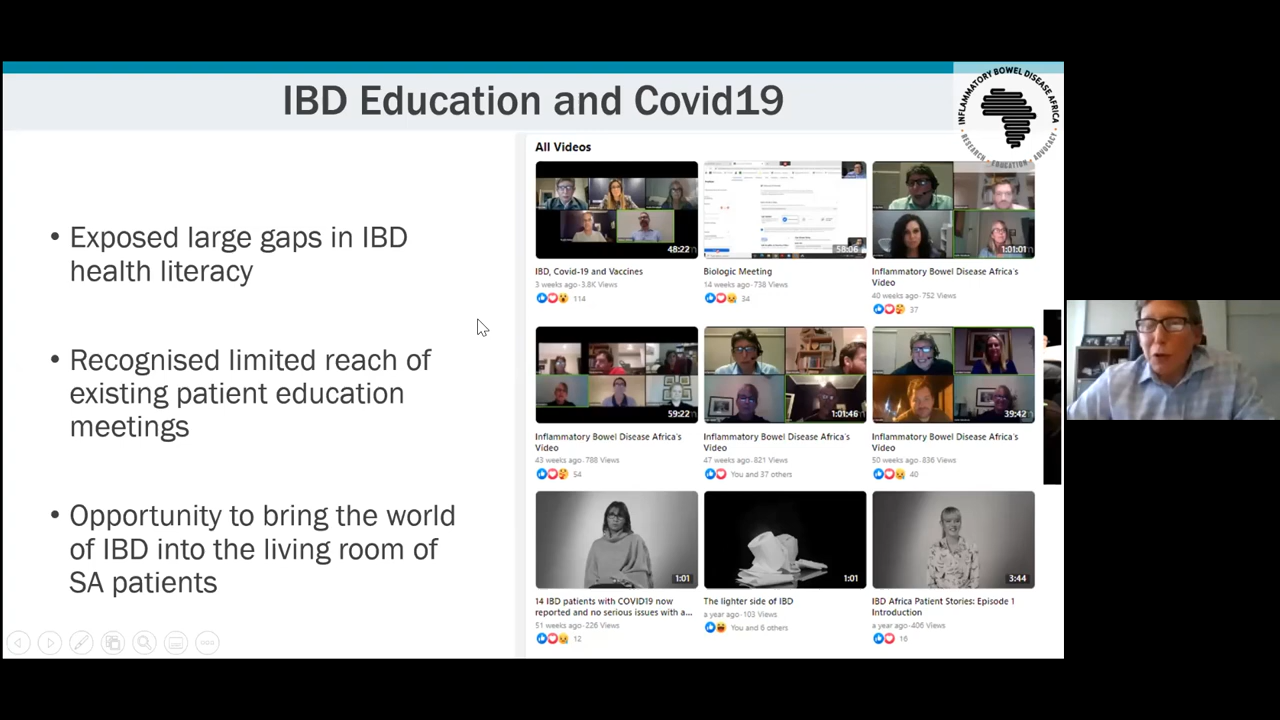 IBD Education and Covid19
INFLAMMATORY BOWEL DISEASE AFRICA
• RESEARCH • EDUCATION • ADVOCACY •
• Exposed large gaps in IBD
health literacy
• Recognised limited reach of
existing patient education
meetings
• Opportunity to bring the world
of IBD into the living room of
SA patients
All Videos
48:22
IBD, Covid-19 and Vaccines
3 weeks ago·3.8K Views
114
58:06
Biologic Meeting
14 weeks ago·738 Views
34
1:01:01
Inflammatory Bowel Disease Africa's
Video
40 weeks ago·752 Views
37
59:22
Inflammatory Bowel Disease Africa's
Video
43 weeks ago·788 Views
54
1:01:46
Inflammatory Bowel Disease Africa's
Video
47 weeks ago·821 Views
You and 37 others
39:42
Inflammatory Bowel Disease Africa's
Video
50 weeks ago·836 Views
40
1:01
14 IBD patients with COVID19 now
reported and no serious issues with a...
51 weeks ago·226 Views
12
1:01
The lighter side of IBD
a year ago·103 Views
You and 6 others
3:44
IBD Africa Patient Stories: Episode 1
Introduction
a year ago·406 Views
16